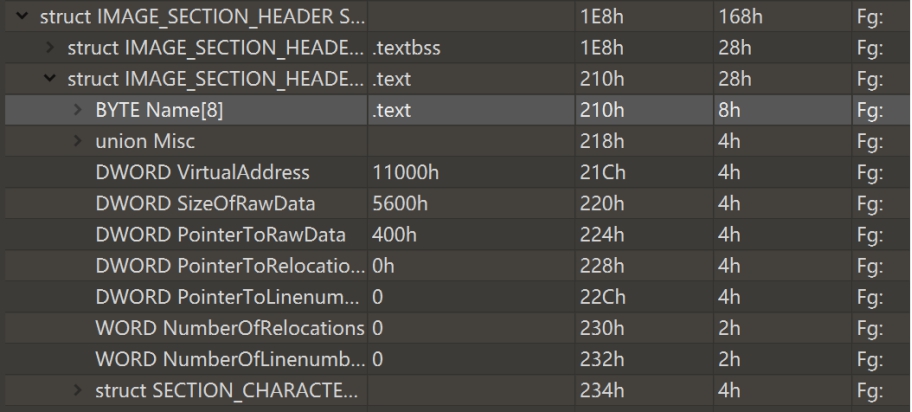 struct IMAGE_SECTION_HEADER S... 1E8h 168h Fg:
struct IMAGE_SECTION_HEADE... .textbss 1E8h 28h Fg:
struct IMAGE_SECTION_HEADE... .text 210h 28h Fg:
BYTE Name[8] .text 210h 8h Fg:
union Misc 218h 4h Fg:
DWORD VirtualAddress 11000h 21Ch 4h Fg:
DWORD SizeOfRawData 5600h 220h 4h Fg:
DWORD PointerToRawData 400h 224h 4h Fg:
DWORD PointerToRelocatio... 0h 228h 4h Fg:
DWORD PointerToLinenum... 0 22Ch 4h Fg:
WORD NumberOfRelocations 0 230h 2h Fg:
WORD NumberOfLinenumb... 0 232h 2h Fg:
struct SECTION_CHARACTE... 234h 4h Fg: